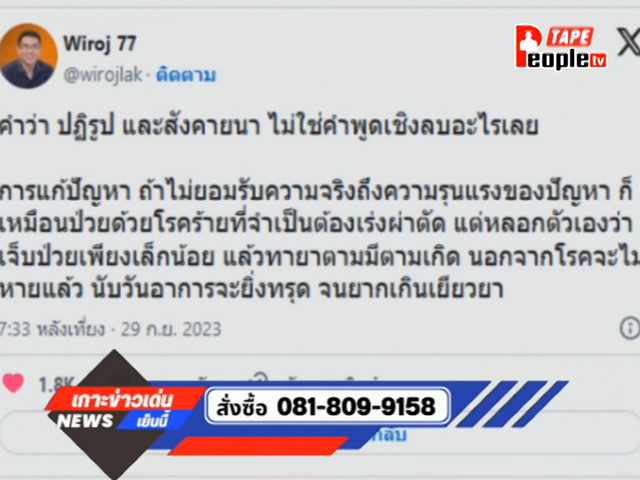 TAPE
People tv
X
Wiroj 77
@wirojlak · ติดตาม
คำว่า ปฏิรูป และสังคายนา ไม่ใช่คำพูดเชิงลบอะไรเลย
การแก้ปัญหา ถ้าไม่ยอมรับความจริงถึงความรุนแรงของปัญหา ก็
เหมือนป่วยด้วยโรคร้ายที่จำเป็นต้องเร่งผ่าตัด แต่หลอกตัวเองว่า
เจ็บป่วยเพียงเล็กน้อย แล้วทายาตามมีตามเกิด นอกจากโรคจะไม่
หายแล้ว นับวันอาการจะยิ่งทรุด จนยากเกินเยียวยา
7:33 หลังเที่ยง · 29 ก.ย. 2023
1.8K
เกาะข่าวเด่น
NEWS เย็นนี้
สั่งซื้อ 081-809-9158